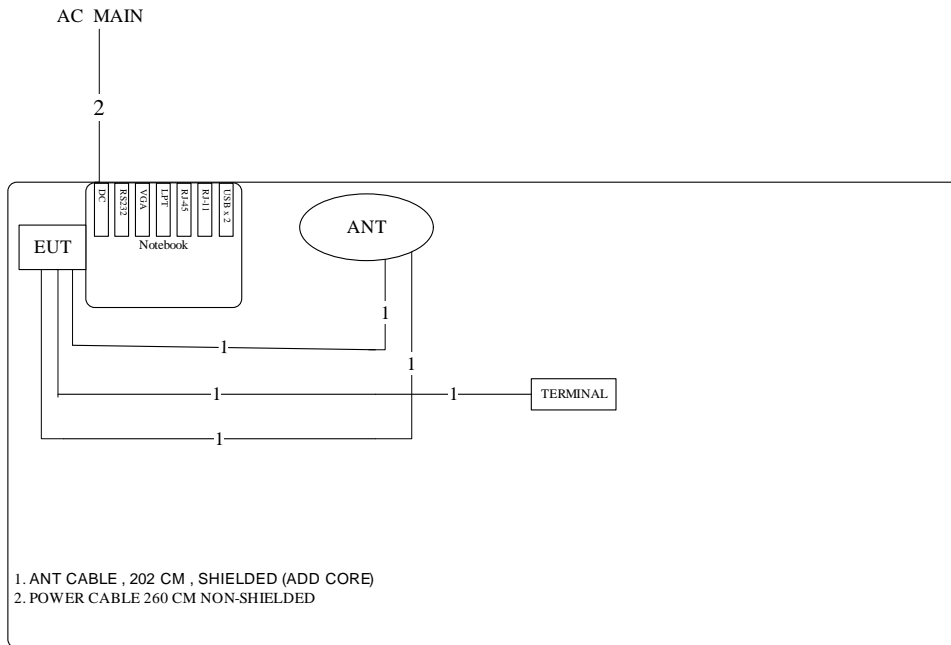 AC MAIN
2
DC
RS232
VGA
LPT
RJ-45
RJ-11
USB x 2
Notebook
EUT
ANT
1
1
1
1
1
TERMINAL
1
1. ANT CABLE , 202 CM , SHIELDED (ADD CORE)
2. POWER CABLE 260 CM NON-SHIELDED